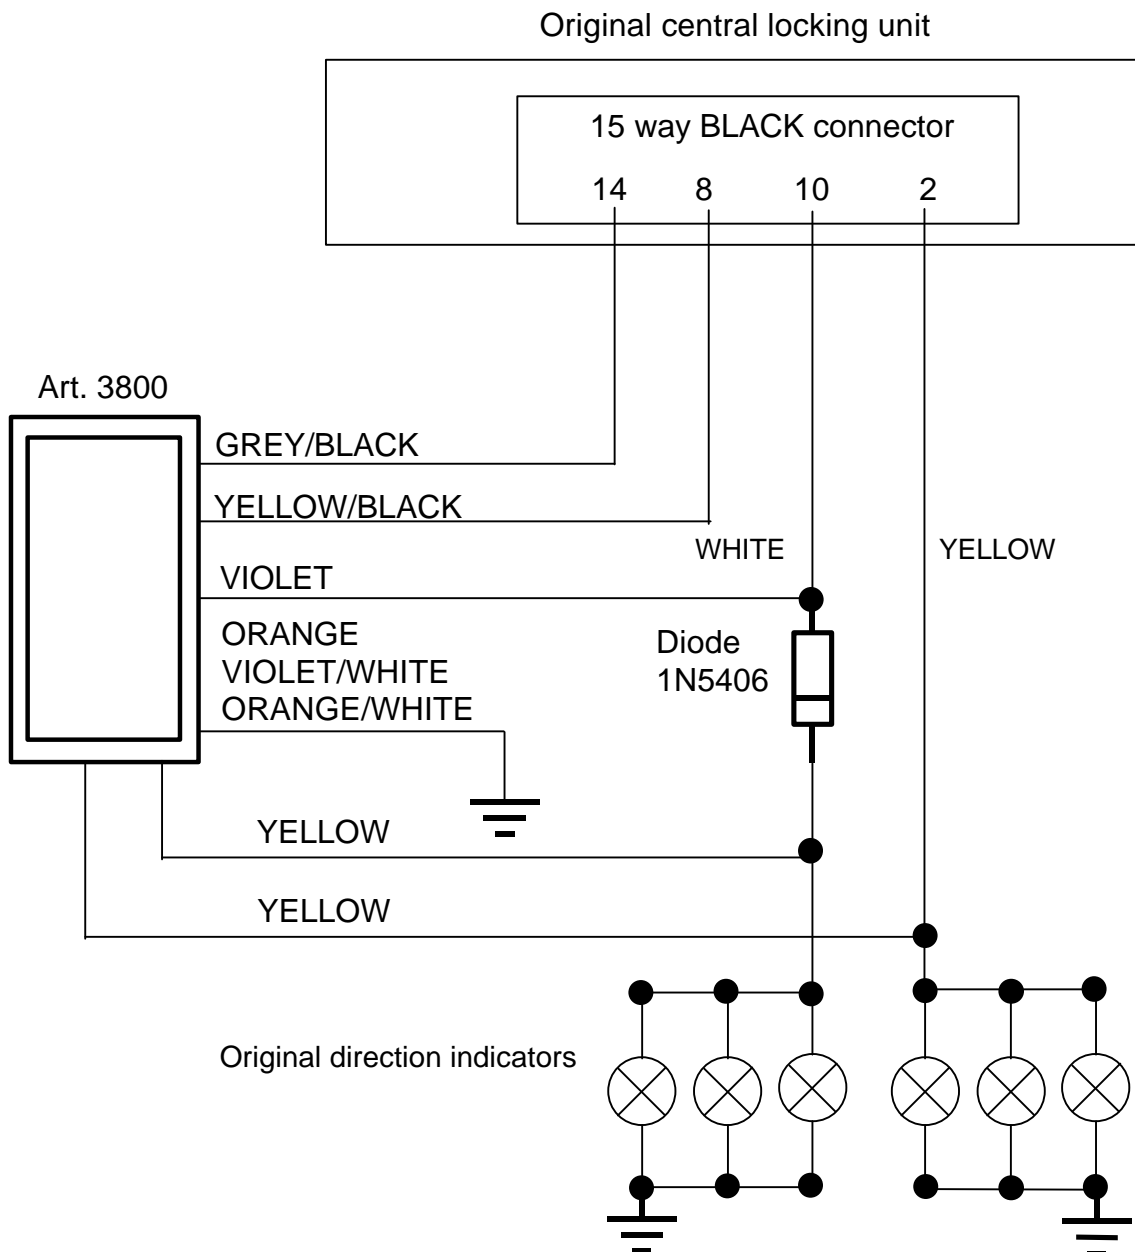 Original central locking unit
15 way BLACK connector
14 8 10 2
Art. 3800
GREY/BLACK
YELLOW/BLACK
WHITE YELLOW
VIOLET
ORANGE
VIOLET/WHITE
ORANGE/WHITE
Diode
1N5406
YELLOW
YELLOW
Original direction indicators